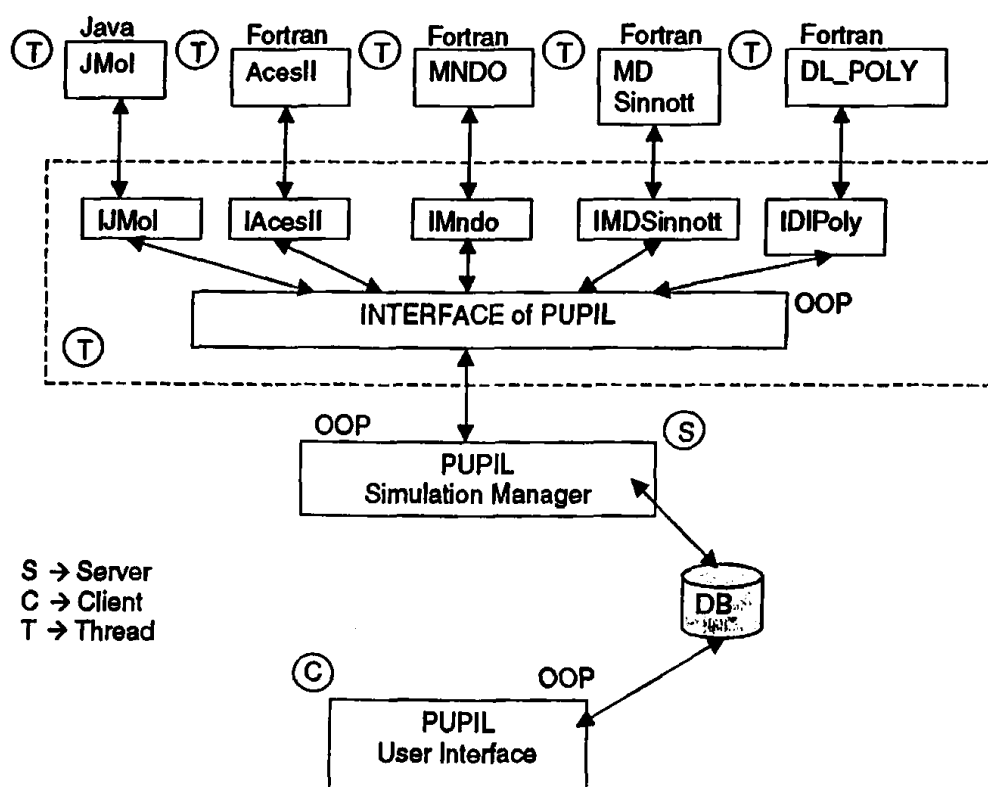 Java
Fortran
Fortran
Fortran
Fortran
T
JMol
T
AcesII
T
MNDO
T
MD
Sinnott
T
DL_POLY
IJMol
IAcesII
IMndo
IMDSinnott
IDlPoly
INTERFACE of PUPIL
OOP
T
OOP
S
PUPIL
Simulation Manager
S → Server
C → Client
T → Thread
DB
C
OOP
PUPIL
User Interface